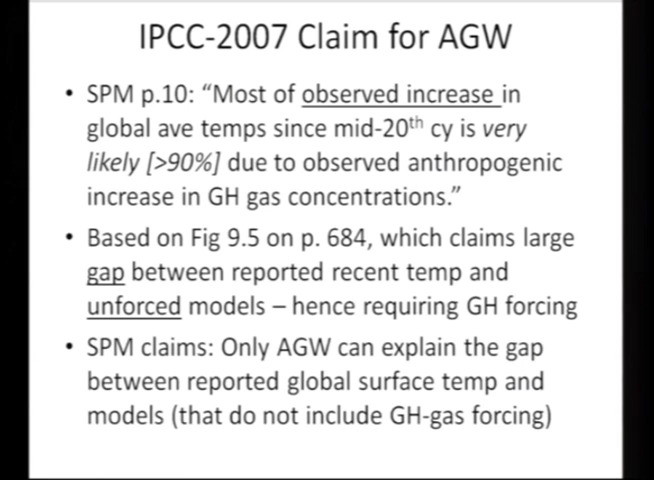 IPCC-2007 Claim for AGW
• SPM p.10: “Most of observed increase in
global ave temps since mid-20th cy is very
likely [>90%] due to observed anthropogenic
increase in GH gas concentrations.”
• Based on Fig 9.5 on p. 684, which claims large
gap between reported recent temp and
unforced models – hence requiring GH forcing
• SPM claims: Only AGW can explain the gap
between reported global surface temp and
models (that do not include GH-gas forcing)